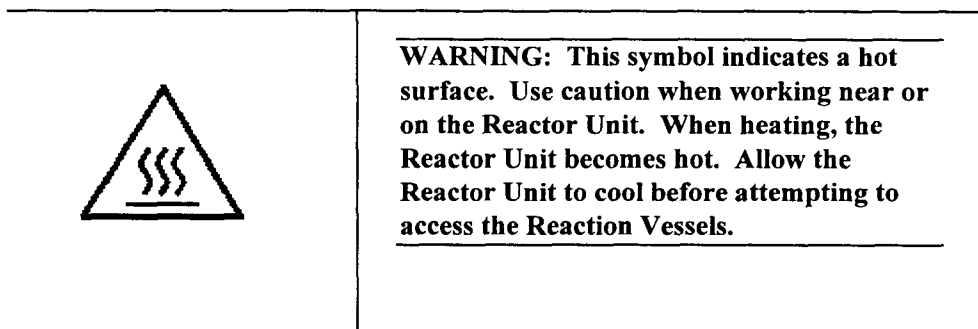 WARNING: This symbol indicates a hot
surface. Use caution when working near or
on the Reactor Unit. When heating, the
Reactor Unit becomes hot. Allow the
Reactor Unit to cool before attempting to
access the Reaction Vessels.